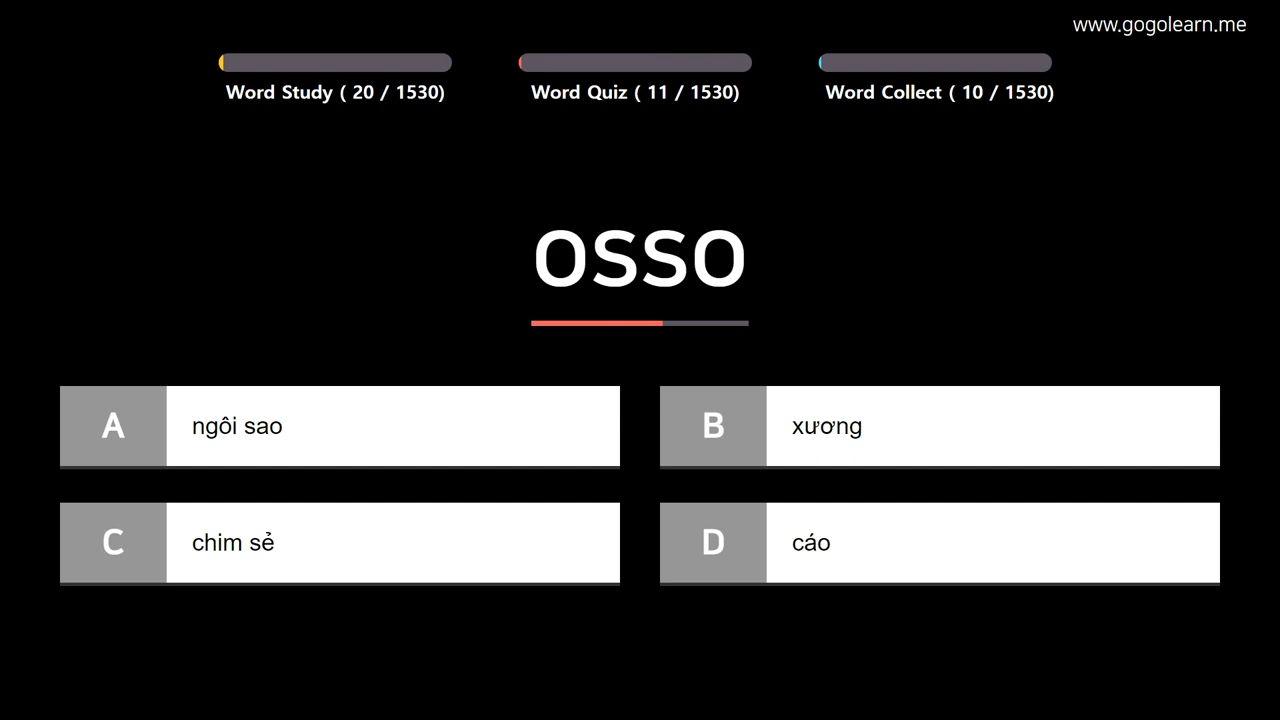 www.gogolearn.me
Word Study ( 20 / 1530)
Word Quiz ( 11 / 1530)
Word Collect ( 10 / 1530)
osso
A
ngôi sao
B
xương
C
chim sẻ
D
cáo